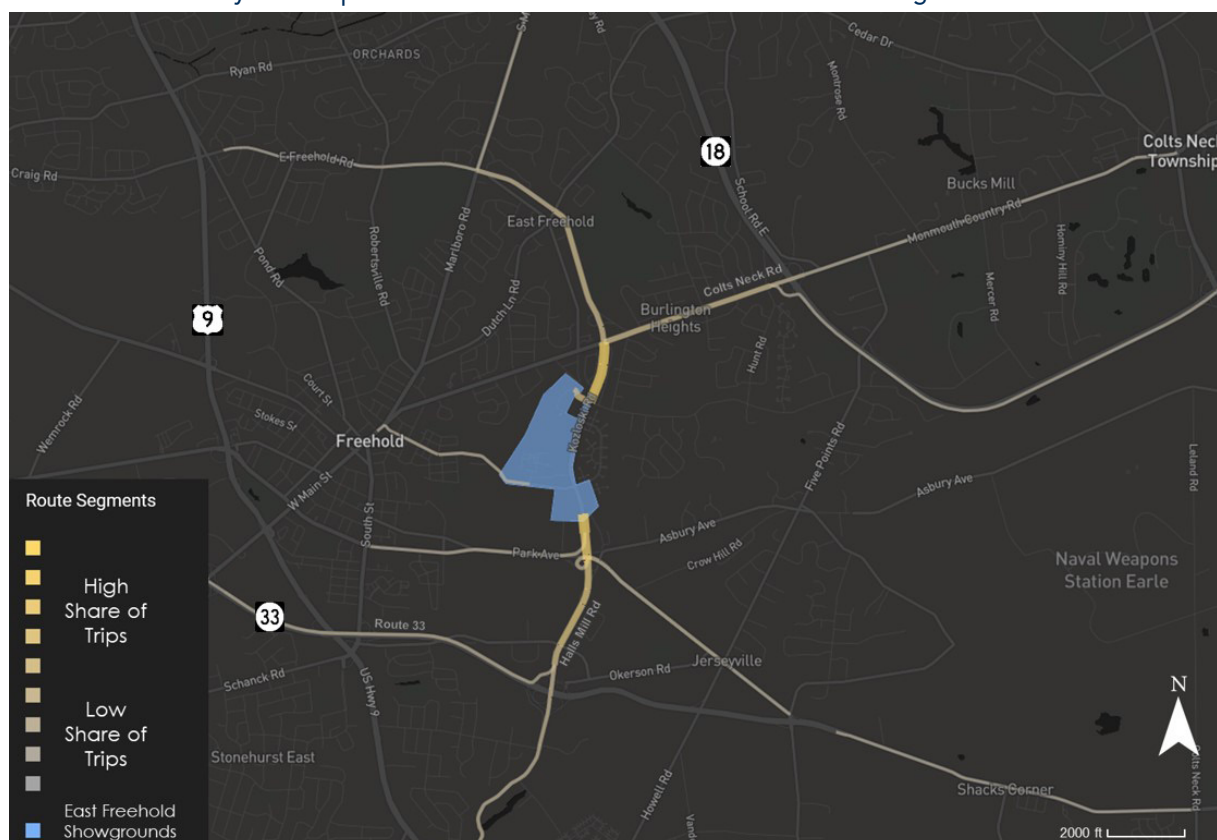 ORCHARDS
Ryan Rd
Cedar Dr
Montrose Rd
18
Colts Neck
Township
E Freehold Rd
Craig Rd
School Rd E
Bucks Mill
Marlboro Rd
Robertsville Rd
East Freehold
Monmouth Country Rd
Hominy Hill Rd
Pond Rd
Colts Neck Rd
Mercer Rd
Dutch Ln Rd
Burlington
Heights
9
Hunt Rd
Court St
Wemrock Rd
Stokes St
Kozloski Rd
Freehold
Five Points Rd
Leland Rd
W Main St
Asbury Ave
South St
Park Ave
Asbury Ave
Crow Hill Rd
Naval Weapons
Station Earle
33
Route 33
Halls Mill Rd
Okerson Rd
Jerseyville
Schanck Rd
US Hwy 9
Stonehurst East
Howell Rd
Shacks Corner
Colts Neck Rd
N
2000 ft
Route Segments
High
Share of
Trips
Low
Share of
Trips
East Freehold
Showgrounds